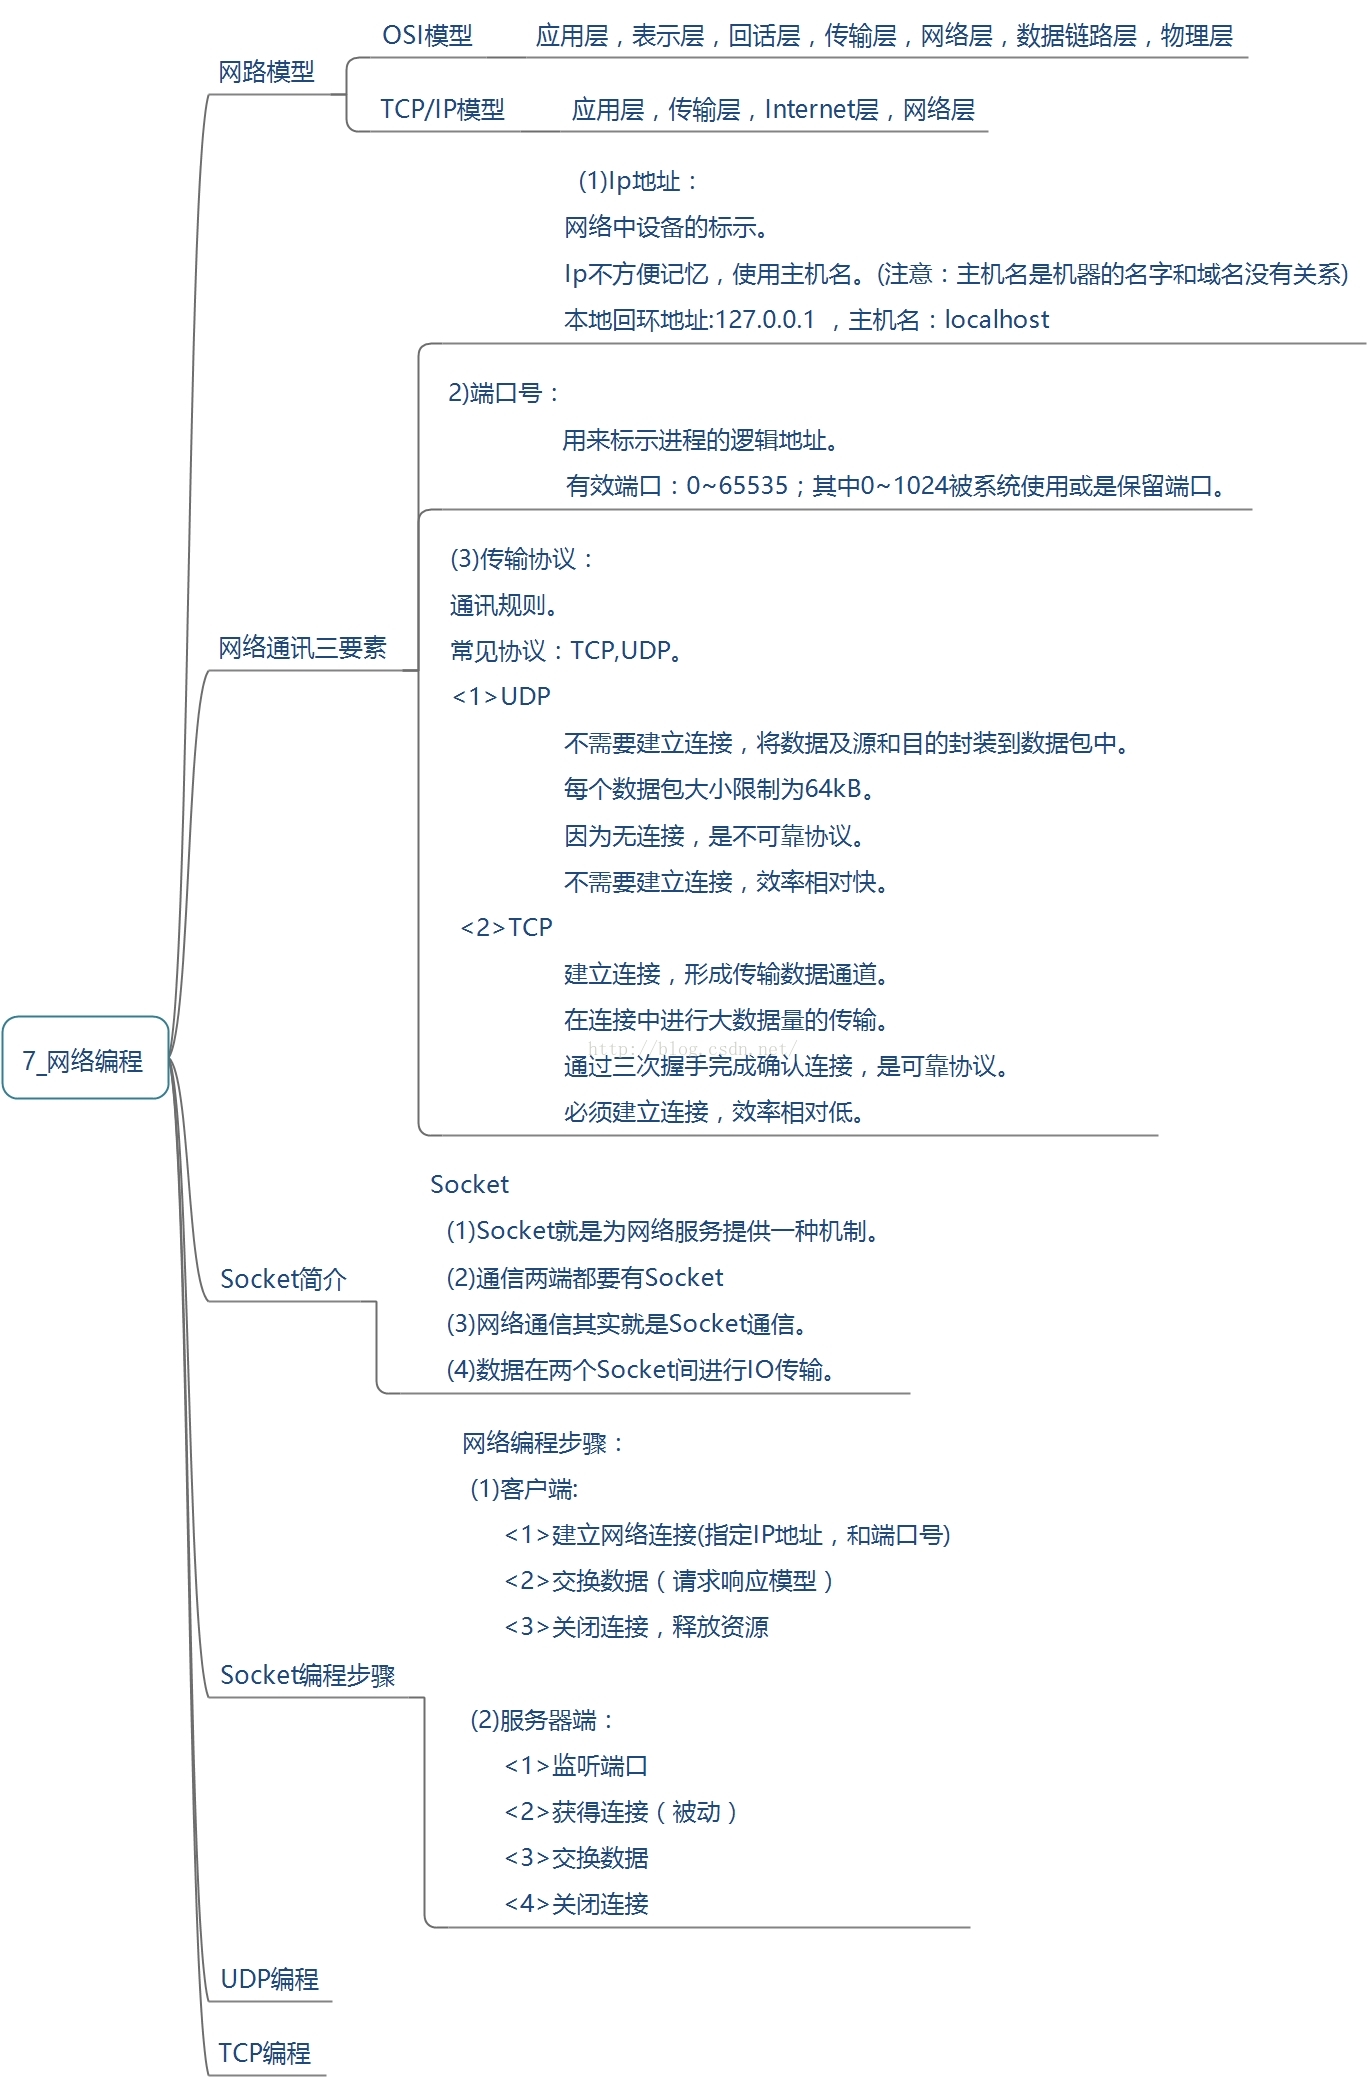 7_网络编程
网路模型
OSI模型 应用层，表示层，回话层，传输层，网络层，数据链路层，物理层
TCP/IP模型 应用层，传输层，Internet层，网络层
网络通讯三要素
(1)Ip地址：
网络中设备的标示。
Ip不方便记忆，使用主机名。(注意：主机名是机器的名字和域名没有关系)
本地回环地址:127.0.0.1 ，主机名：localhost
2)端口号：
用来标示进程的逻辑地址。
有效端口：0~65535；其中0~1024被系统使用或是保留端口。
(3)传输协议：
通讯规则。
常见协议：TCP,UDP。
<1>UDP
不需要建立连接，将数据及源和目的封装到数据包中。
每个数据包大小限制为64kB。
因为无连接，是不可靠协议。
不需要建立连接，效率相对快。
<2>TCP
建立连接，形成传输数据通道。
在连接中进行大数据量的传输。
http://blog.csdn.net/
通过三次握手完成确认连接，是可靠协议。
必须建立连接，效率相对低。
Socket简介
Socket
(1)Socket就是为网络服务提供一种机制。
(2)通信两端都要有Socket
(3)网络通信其实就是Socket通信。
(4)数据在两个Socket间进行IO传输。
Socket编程步骤
网络编程步骤：
(1)客户端:
<1>建立网络连接(指定IP地址，和端口号)
<2>交换数据（请求响应模型）
<3>关闭连接，释放资源
(2)服务器端：
<1>监听端口
<2>获得连接（被动）
<3>交换数据
<4>关闭连接
UDP编程
TCP编程